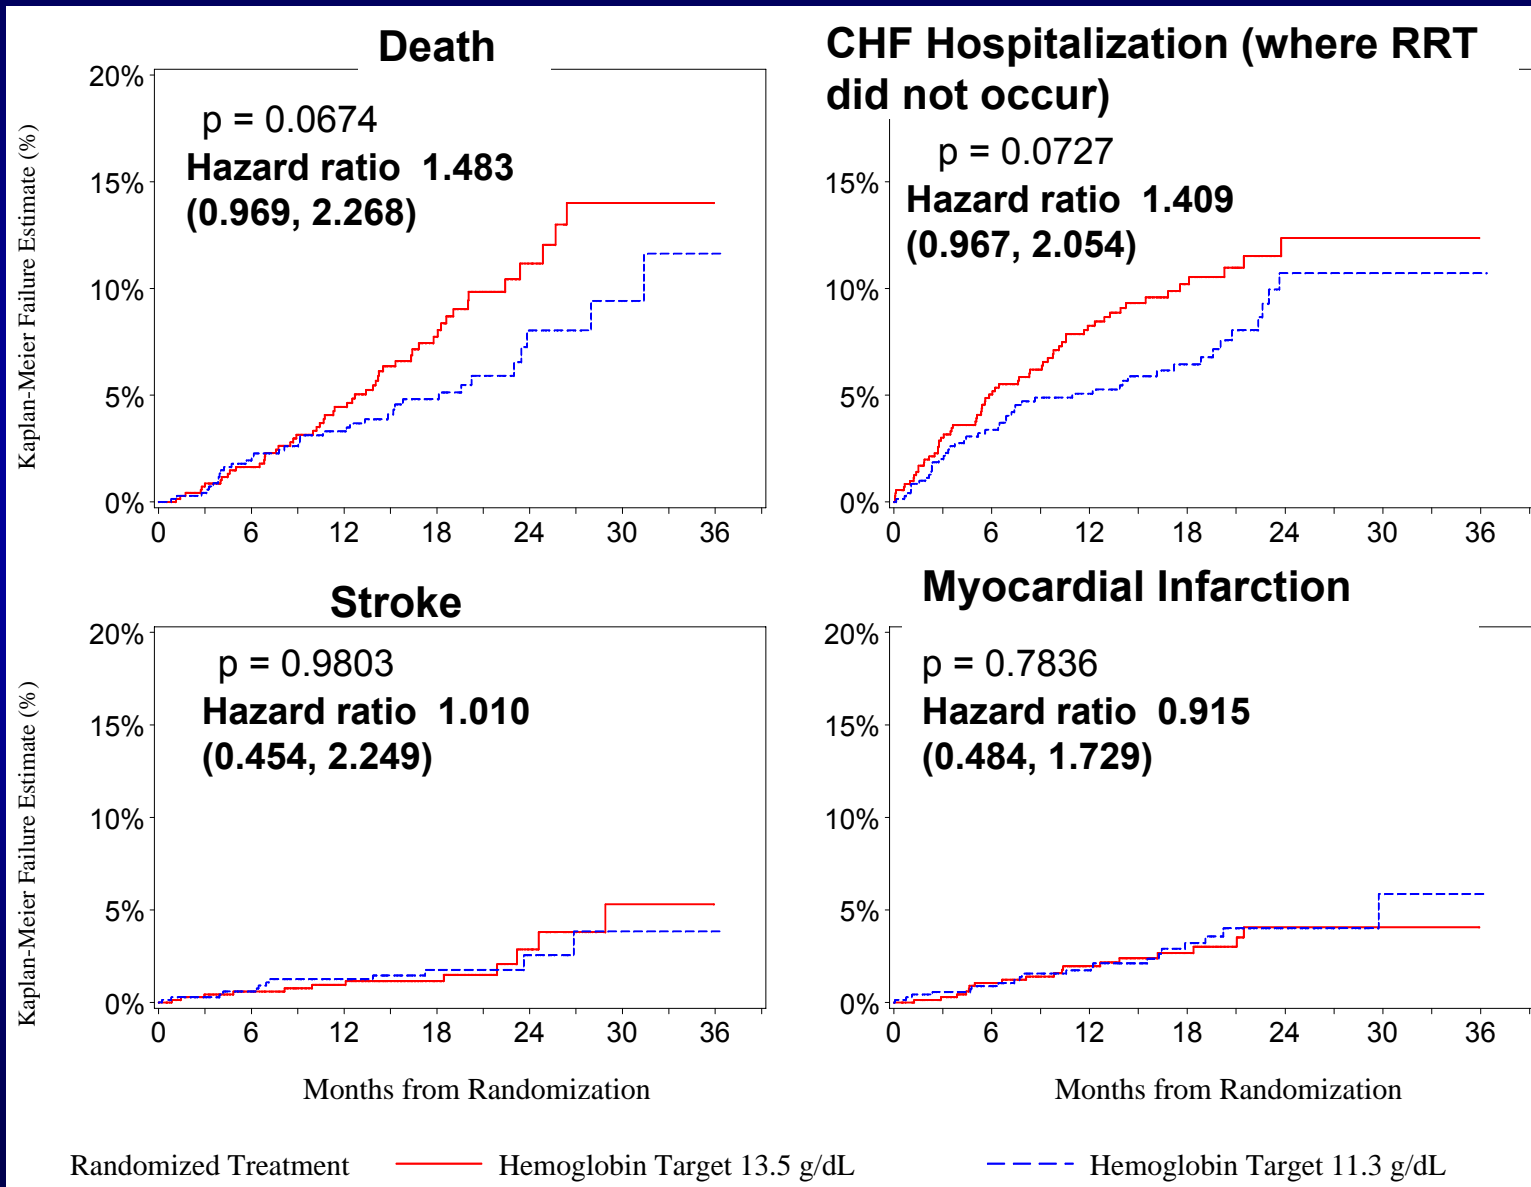 Death
20%
15%
10%
5%
0%
Kaplan-Meier Failure Estimate (%)
p = 0.0674
Hazard ratio 1.483
(0.969, 2.268)
0 6 12 18 24 30 36
CHF Hospitalization (where RRT
did not occur)
15%
10%
5%
0%
p = 0.0727
Hazard ratio 1.409
(0.967, 2.054)
0 6 12 18 24 30 36
Stroke
20%
15%
10%
5%
0%
Kaplan-Meier Failure Estimate (%)
p = 0.9803
Hazard ratio 1.010
(0.454, 2.249)
0 6 12 18 24 30 36
Months from Randomization
Myocardial Infarction
20%
15%
10%
5%
0%
p = 0.7836
Hazard ratio 0.915
(0.484, 1.729)
0 6 12 18 24 30 36
Months from Randomization
Randomized Treatment Hemoglobin Target 13.5 g/dL Hemoglobin Target 11.3 g/dL